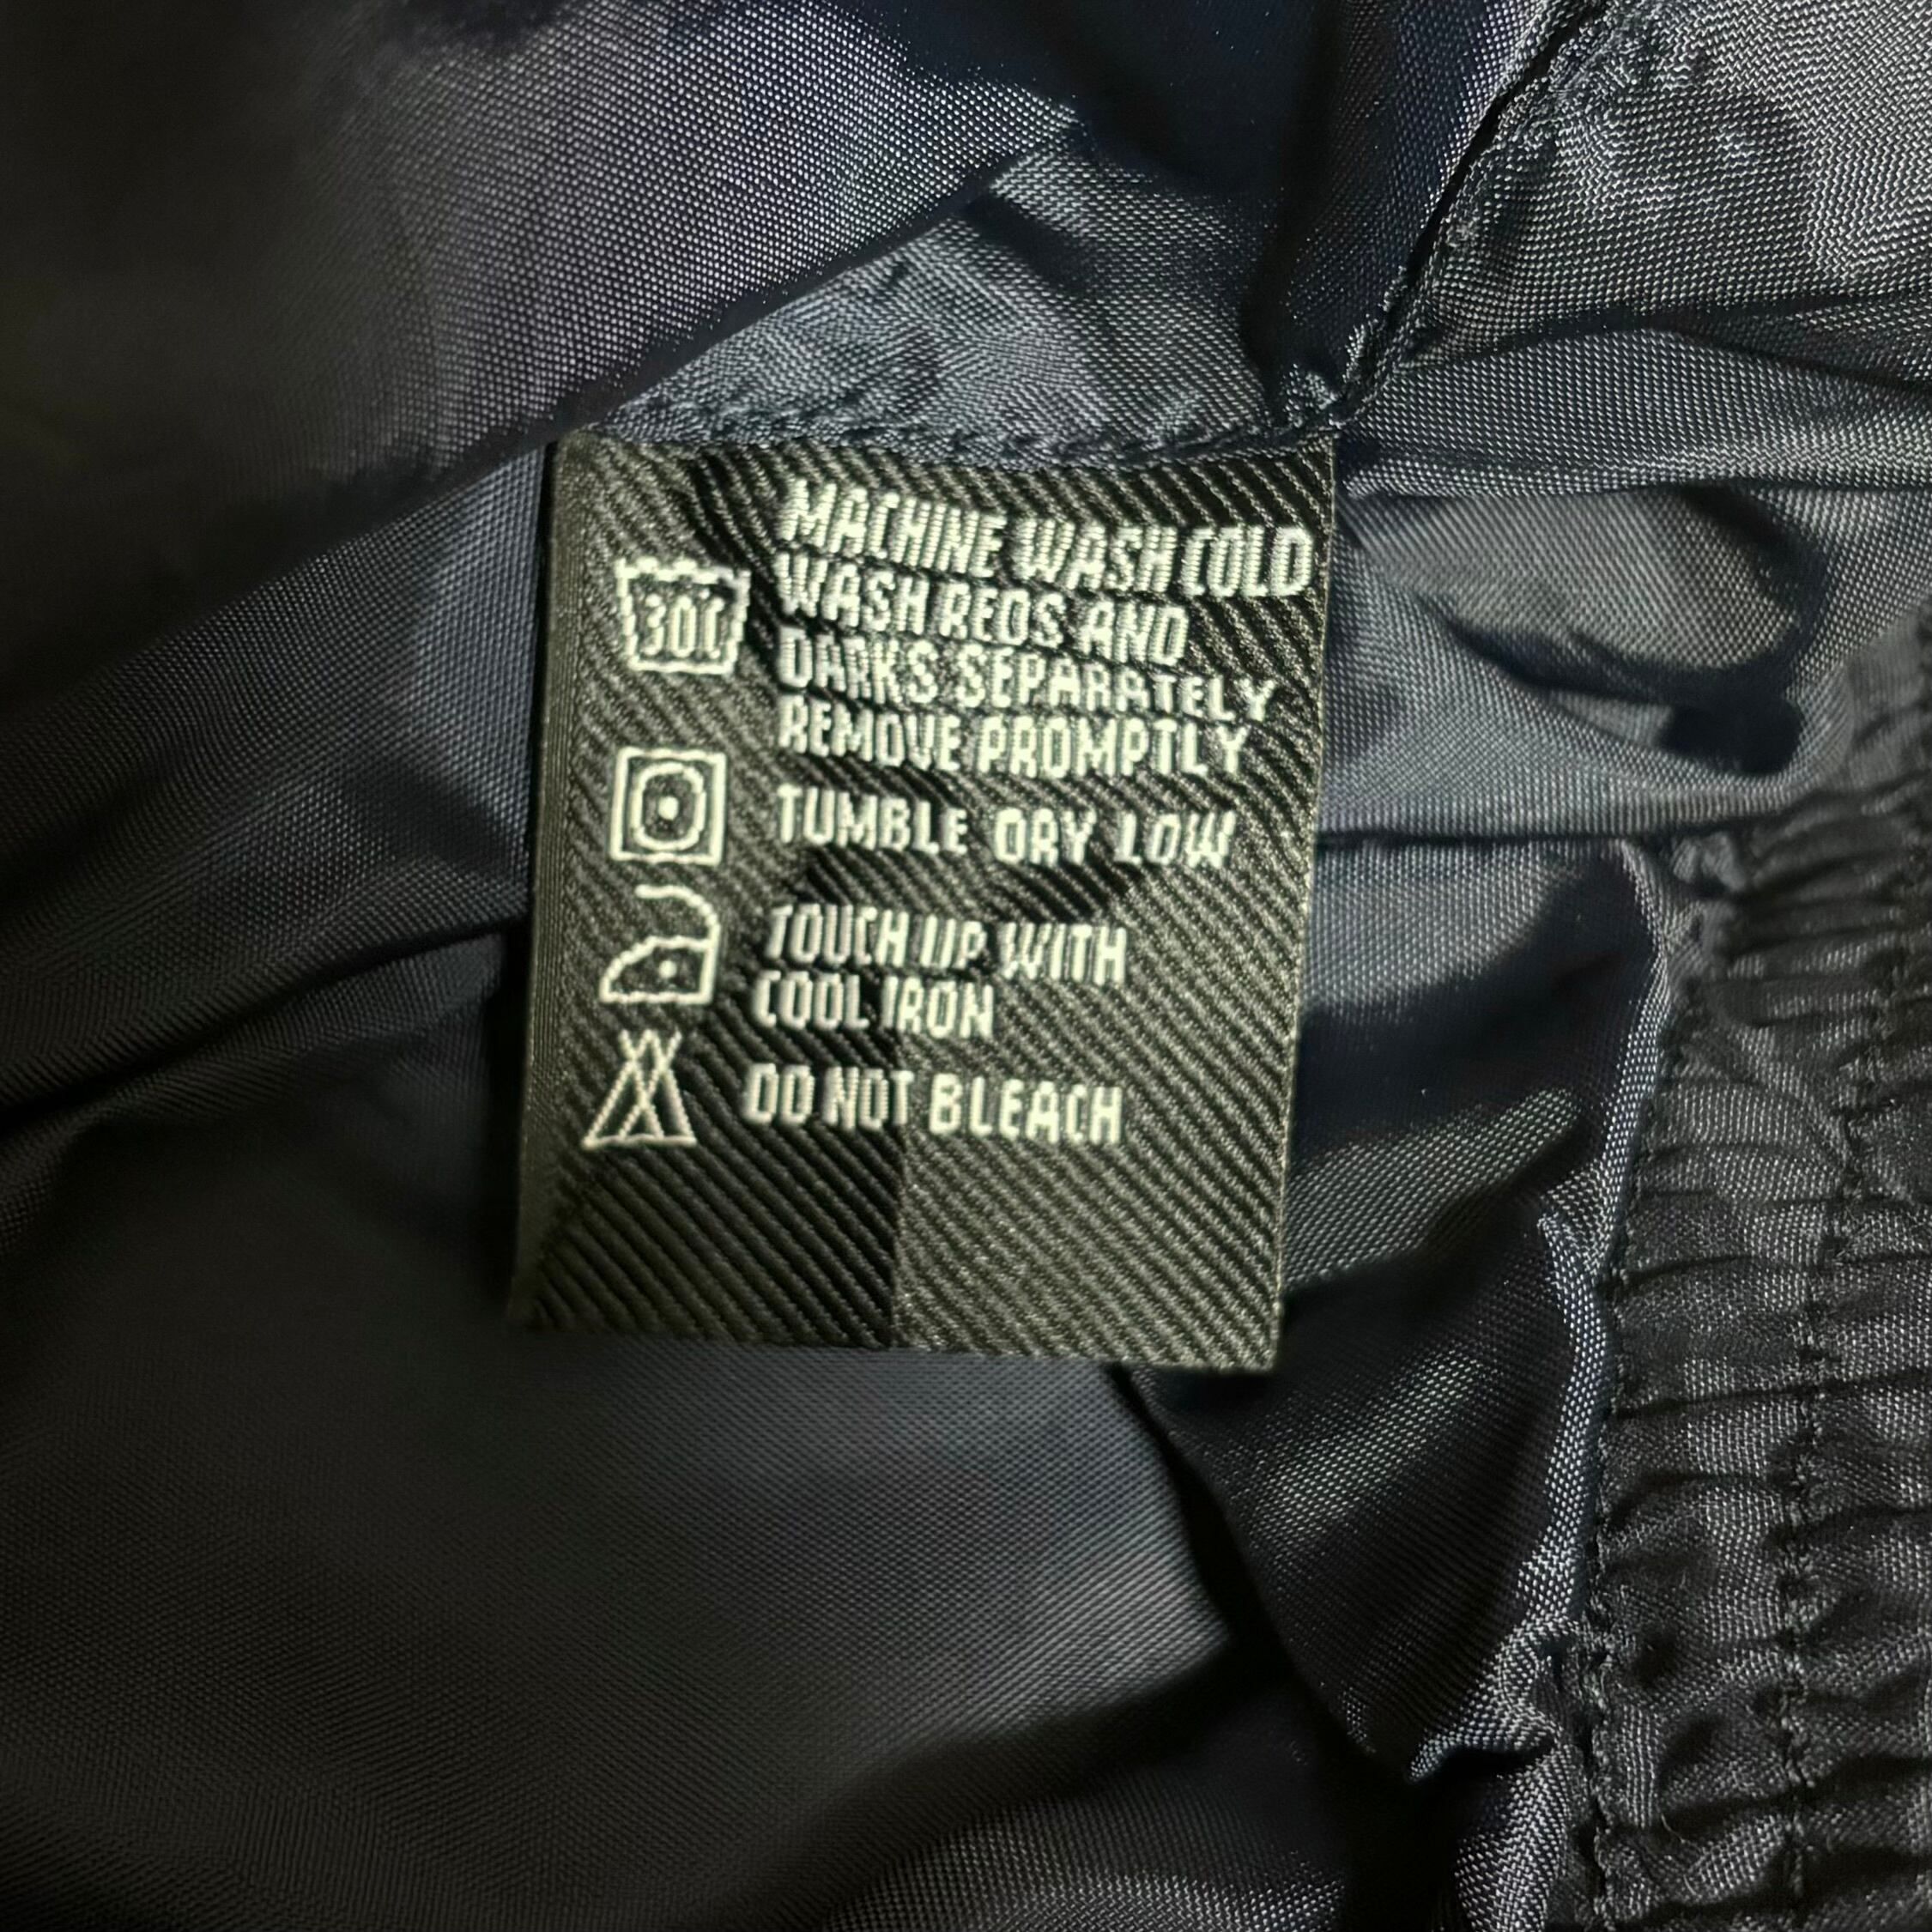 MACHINE WASH COLD
WASH REDS AND
30C
DARKS SEPARATELY
REMOVE PROMPTLY
TUMBLE DRY LOW
TOUCH UP WITH
COOL IRON
DO NOT BLEACH